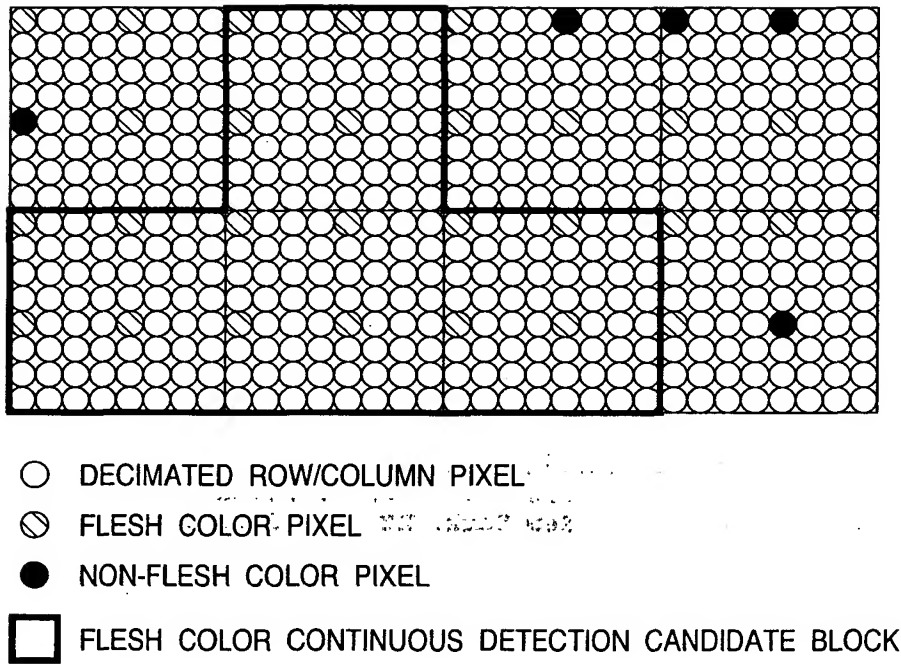 DECIMATED ROW/COLUMN PIXEL
FLESH COLOR PIXEL
NON-FLESH COLOR PIXEL
FLESH COLOR CONTINUOUS DETECTION CANDIDATE BLOCK